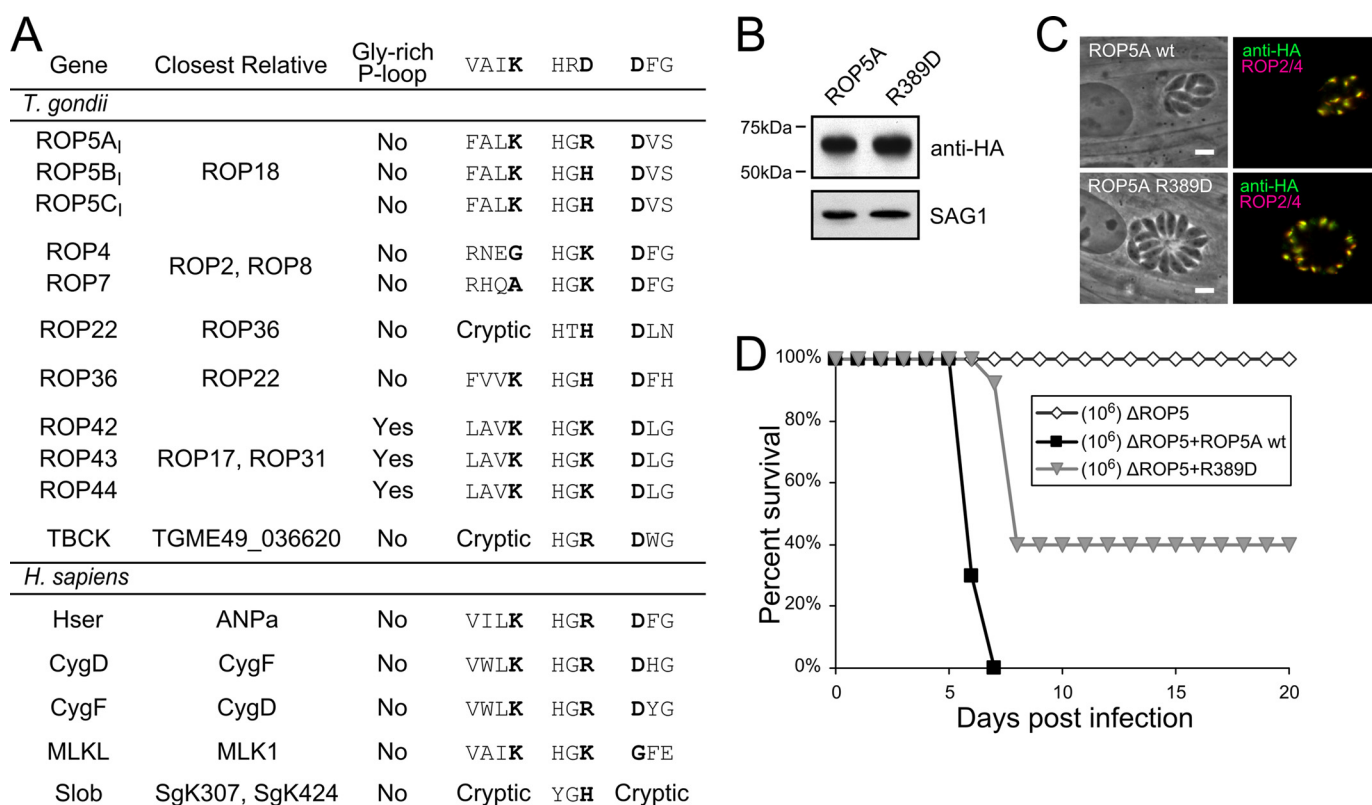 A
Gene Closest Relative Gly-rich P-loop VAIK HRD DFG
T. gondii
ROP5A_I ROP18 No FALK HGR DVS
ROP5B_I No FALK HGH DVS
ROP5C_I No FALK HGH DVS
ROP4 ROP2, ROP8 No RNEG HGK DFG
ROP7 No RHQA HGK DFG
ROP22 ROP36 No Cryptic HTH DLN
ROP36 ROP22 No FVVK HGH DFH
ROP42 ROP17, ROP31 Yes LAVK HGK DLG
ROP43 Yes LAVK HGK DLG
ROP44 Yes LAVK HGK DLG
TBCK TGME49_036620 No Cryptic HGR DWG
H. sapiens
Hser ANPa No VILK HGR DFG
CygD CygF No VWLK HGR DHG
CygF CygD No VWLK HGR DYG
MLKL MLK1 No VAIK HGK GFE
Slob SgK307, SgK424 No Cryptic YGH Cryptic
B
ROP5A R389D
75kDa
50kDa
anti-HA
SAG1
C
ROP5A wt
anti-HA
ROP2/4
ROP5A R389D
anti-HA
ROP2/4
D
100%
80%
60%
40%
20%
0%
Percent survival
(10⁶) ΔROP5
(10⁶) ΔROP5+ROP5A wt
(10⁶) ΔROP5+R389D
0 5 10 15 20
Days post infection